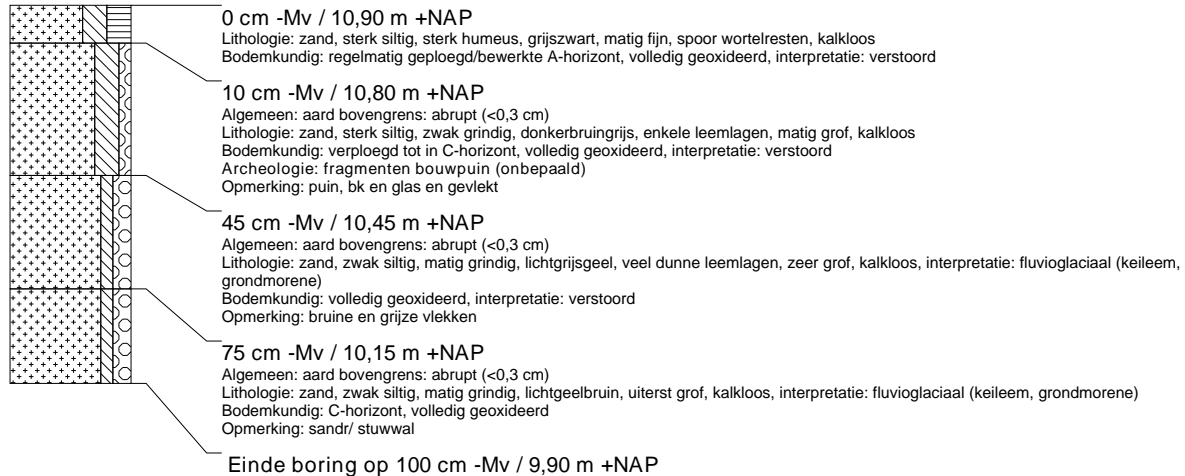 0 cm -Mv / 10,90 m +NAP
Lithologie: zand, sterk siltig, sterk humeus, grijszwart, matig fijn, spoor wortelresten, kalkloos
Bodemkundig: regelmatig geploegd/bewerkte A-horizont, volledig geoxideerd, interpretatie: verstoord
10 cm -Mv / 10,80 m +NAP
Algemeen: aard bovengrens: abrupt (<0,3 cm)
Lithologie: zand, sterk siltig, zwak grindig, donkerbruingrijs, enkele leemlagen, matig grof, kalkloos
Bodemkundig: verploegd tot in C-horizont, volledig geoxideerd, interpretatie: verstoord
Archeologie: fragmenten bouwpuin (onbepaald)
Opmerking: puin, bk en glas en gevlekt
45 cm -Mv / 10,45 m +NAP
Algemeen: aard bovengrens: abrupt (<0,3 cm)
Lithologie: zand, zwak siltig, matig grindig, lichtgrijsgeel, veel dunne leemlagen, zeer grof, kalkloos, interpretatie: fluvioglaciaal (keileem,
grondmorene)
Bodemkundig: volledig geoxideerd, interpretatie: verstoord
Opmerking: bruine en grijze vlekken
75 cm -Mv / 10,15 m +NAP
Algemeen: aard bovengrens: abrupt (<0,3 cm)
Lithologie: zand, zwak siltig, matig grindig, lichtgeelbruin, uiterst grof, kalkloos, interpretatie: fluvioglaciaal (keileem, grondmorene)
Bodemkundig: C-horizont, volledig geoxideerd
Opmerking: sandr/ stuwwal
Einde boring op 100 cm -Mv / 9,90 m +NAP